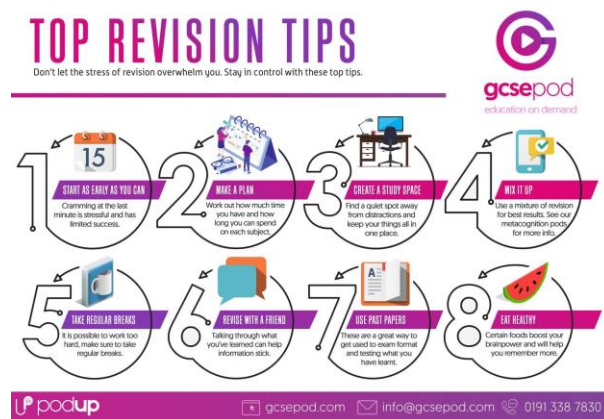 TOP REVISION TIPS
Don't let the stress of revision overwhelm you. Stay in control with these top tips.
gcsepod
education on demand
1
15
START AS EARLY AS YOU CAN
Cramming at the last
minute is stressful and has
limited success.
2
MAKE A PLAN
Work out how much time
you have and how
long you can spend
on each subject.
3
CREATE A STUDY SPACE
Find a quiet spot away
from distractions and
keep your things all in
one place.
4
MIX IT UP
Use a mixture of revision
for best results. See our
metacognition pods
for more info.
5
TAKE REGULAR BREAKS
It is possible to work too
hard, make sure to take
regular breaks.
6
REVISE WITH A FRIEND
Talking through what
you've learned can help
information stick.
7
A
USE PAST PAPERS
These are a great way to
get used to exam format
and testing what you
have learnt.
8
EAT HEALTHY
Certain foods boost your
brainpower and will help
you remember more.
podup
gcsepod.com
info@gcsepod.com
0191 338 7830